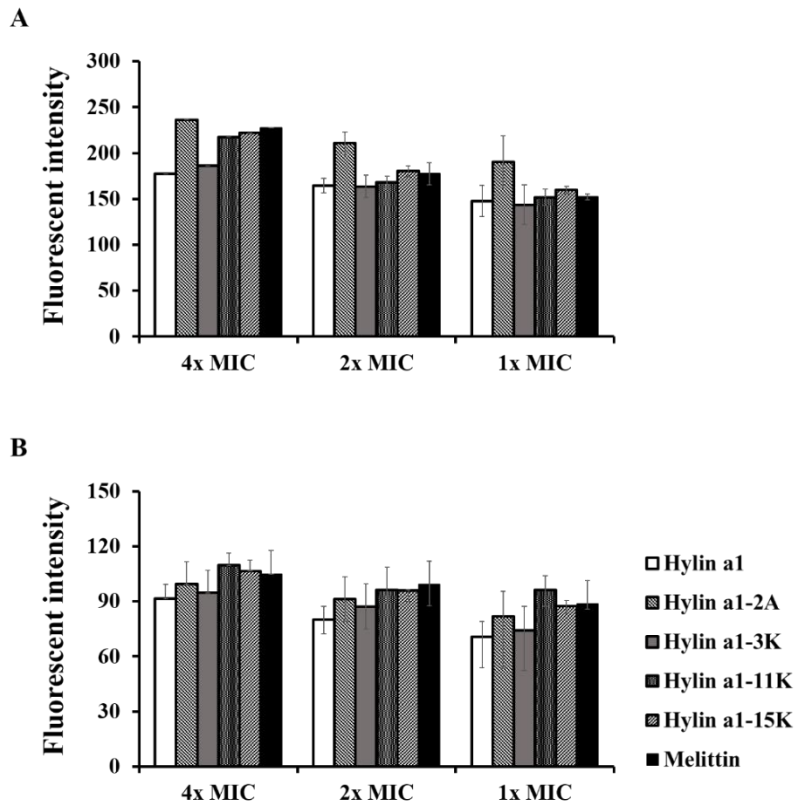 A
Fluorescent intensity
300
250
200
150
100
50
0
4x MIC 2x MIC 1x MIC
B
Fluorescent intensity
150
120
90
60
30
0
4x MIC 2x MIC 1x MIC
Hylin a1
Hylin a1-2A
Hylin a1-3K
Hylin a1-11K
Hylin a1-15K
Melittin